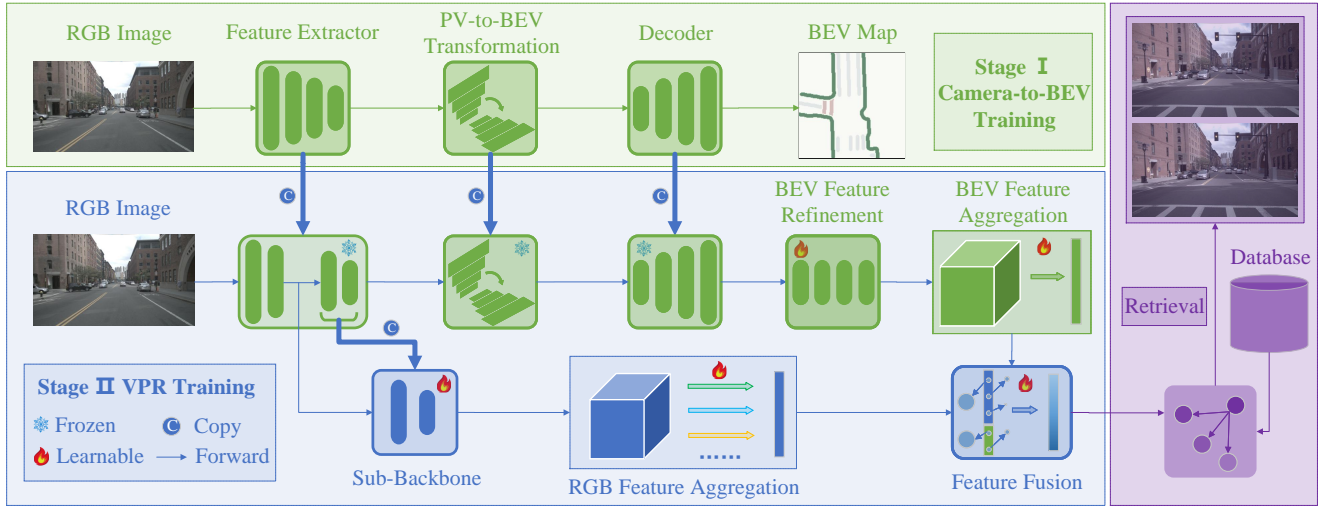 RGB Image
Feature Extractor
PV-to-BEV
Transformation
Decoder
BEV Map
Stage I
Camera-to-BEV
Training
C
C
C
RGB Image
BEV Feature
Refinement
BEV Feature
Aggregation
Database
Retrieval
C
Stage II VPR Training
Frozen
C Copy
Learnable
Forward
......
Sub-Backbone
RGB Feature Aggregation
Feature Fusion